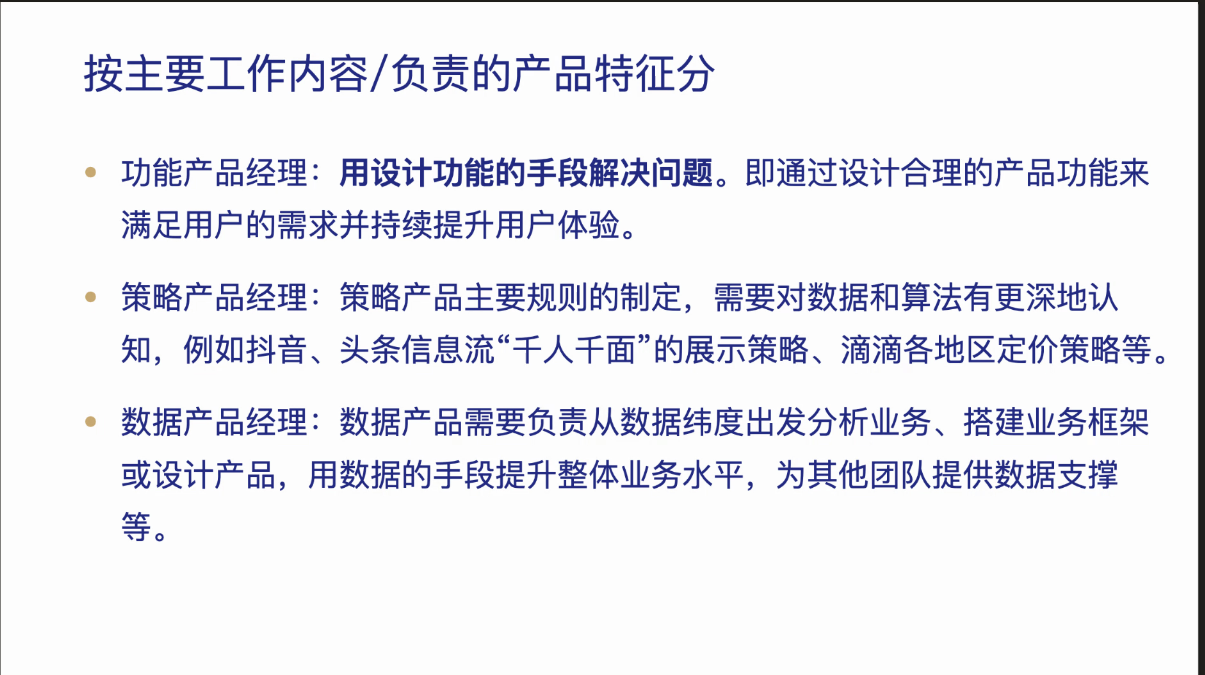 按主要工作内容/负责的产品特征分
• 功能产品经理：用设计功能的手段解决问题。即通过设计合理的产品功能来
满足用户的需求并持续提升用户体验。
• 策略产品经理：策略产品主要规则的制定，需要对数据和算法有更深地认
知，例如抖音、头条信息流“千人千面”的展示策略、滴滴各地区定价策略等。
• 数据产品经理：数据产品需要负责从数据纬度出发分析业务、搭建业务框架
或设计产品，用数据的手段提升整体业务水平，为其他团队提供数据支撑
等。